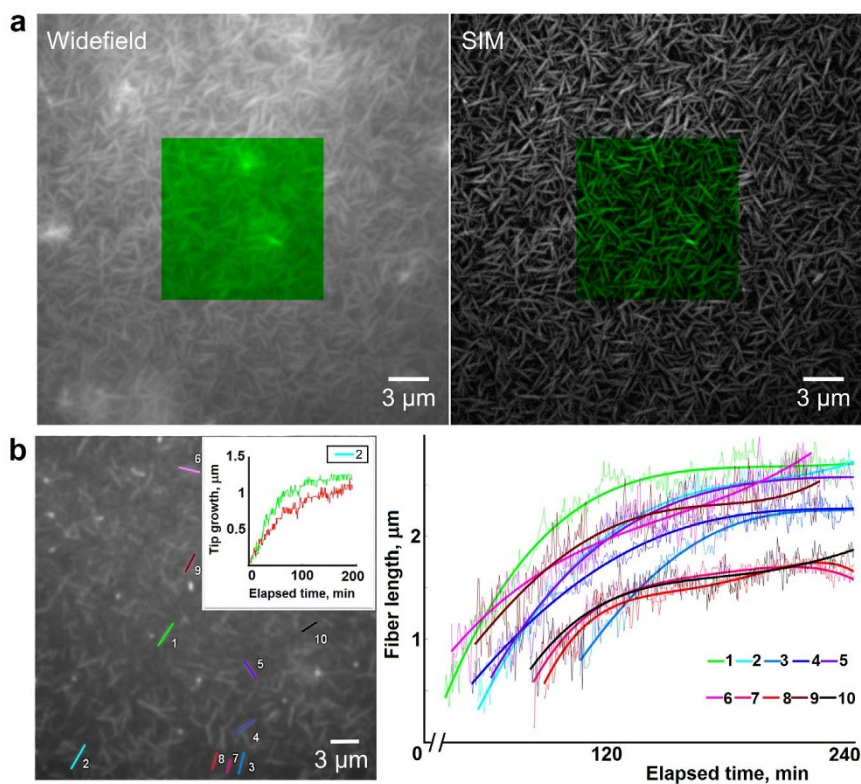 a
Widefield
SIM
3 µm
3 µm
b
6
9
1
10
5
4
2
8
7
3
3 µm
1.5
1
0.5
0
100
200
Tip growth, µm
Elapsed time, min
2
Fiber length, µm
2
1
0
120
240
Elapsed time, min
1 2 3 4 5
6 7 8 9 10